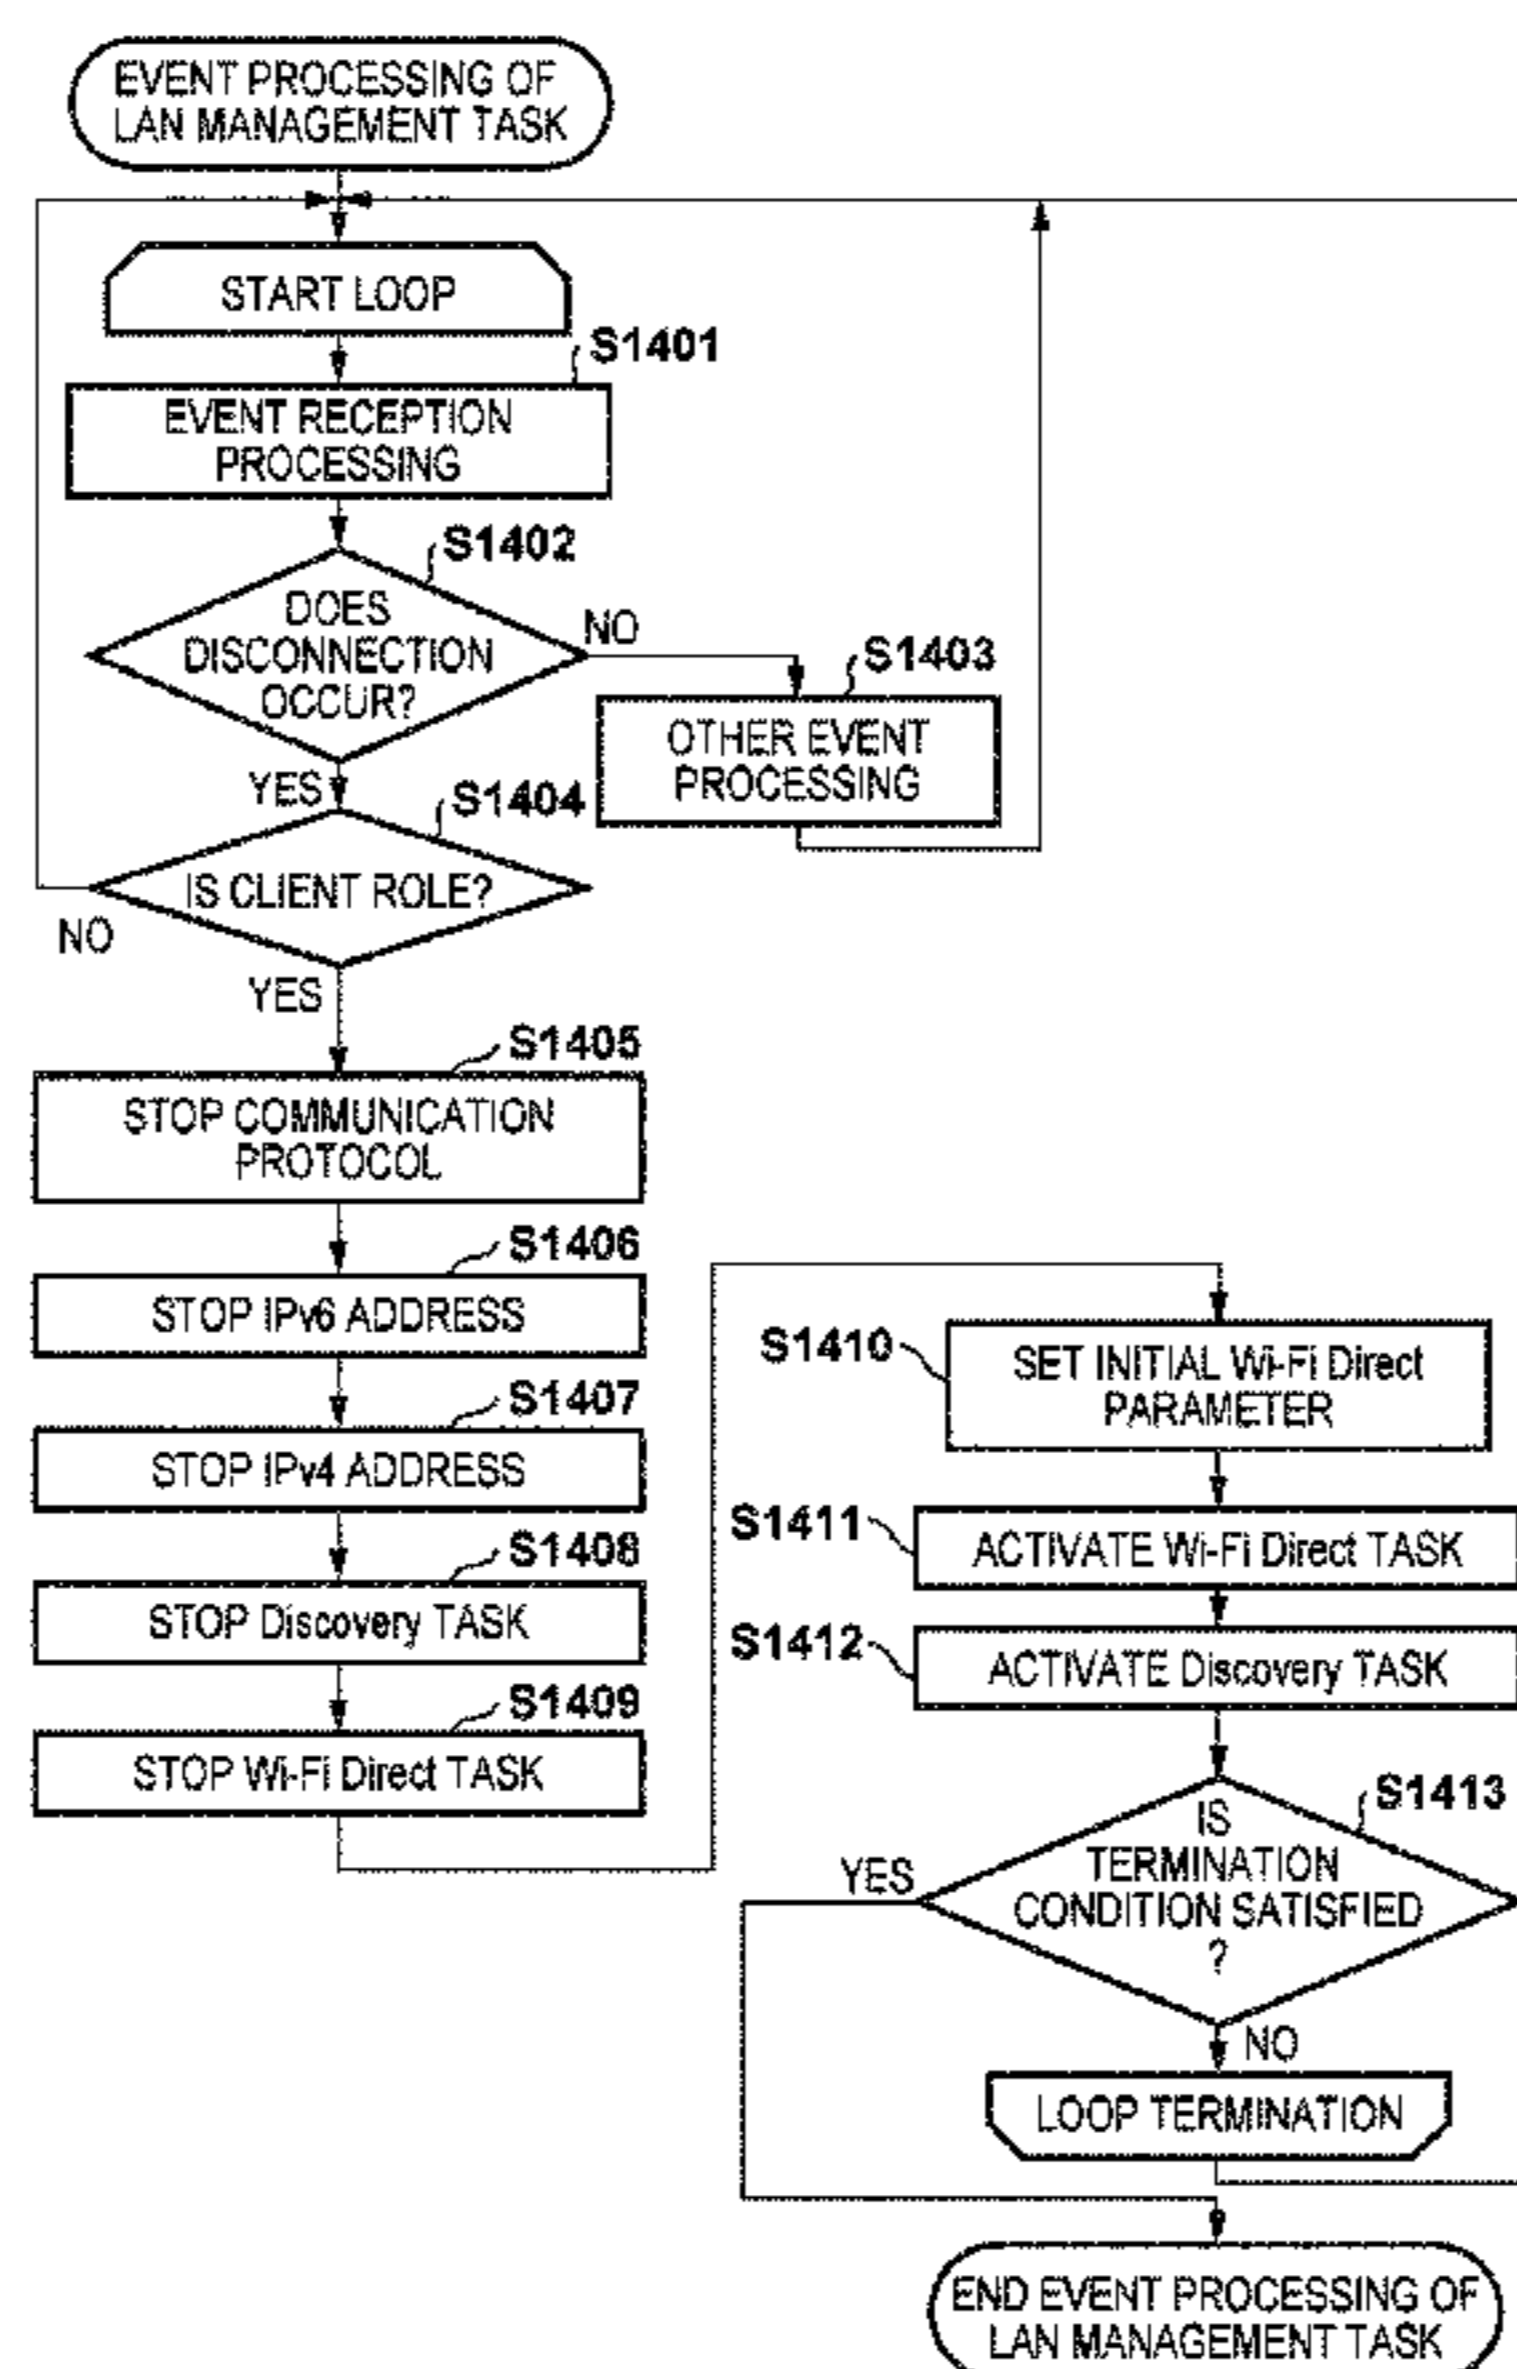 EVENT PROCESSING OF
LAN MANAGEMENT TASK
START LOOP
S1401
EVENT RECEPTION
PROCESSING
S1402
DOES
DISCONNECTION
OCCUR?
NO
S1403
OTHER EVENT
PROCESSING
YES
S1404
IS CLIENT ROLE?
NO
YES
S1405
STOP COMMUNICATION
PROTOCOL
S1406
STOP IPv6 ADDRESS
S1407
STOP IPv4 ADDRESS
S1408
STOP Discovery TASK
S1409
STOP Wi-Fi Direct TASK
S1410
SET INITIAL Wi-Fi Direct
PARAMETER
S1411
ACTIVATE Wi-Fi Direct TASK
S1412
ACTIVATE Discovery TASK
S1413
IS
TERMINATION
CONDITION SATISFIED
?
YES
NO
LOOP TERMINATION
END EVENT PROCESSING OF
LAN MANAGEMENT TASK